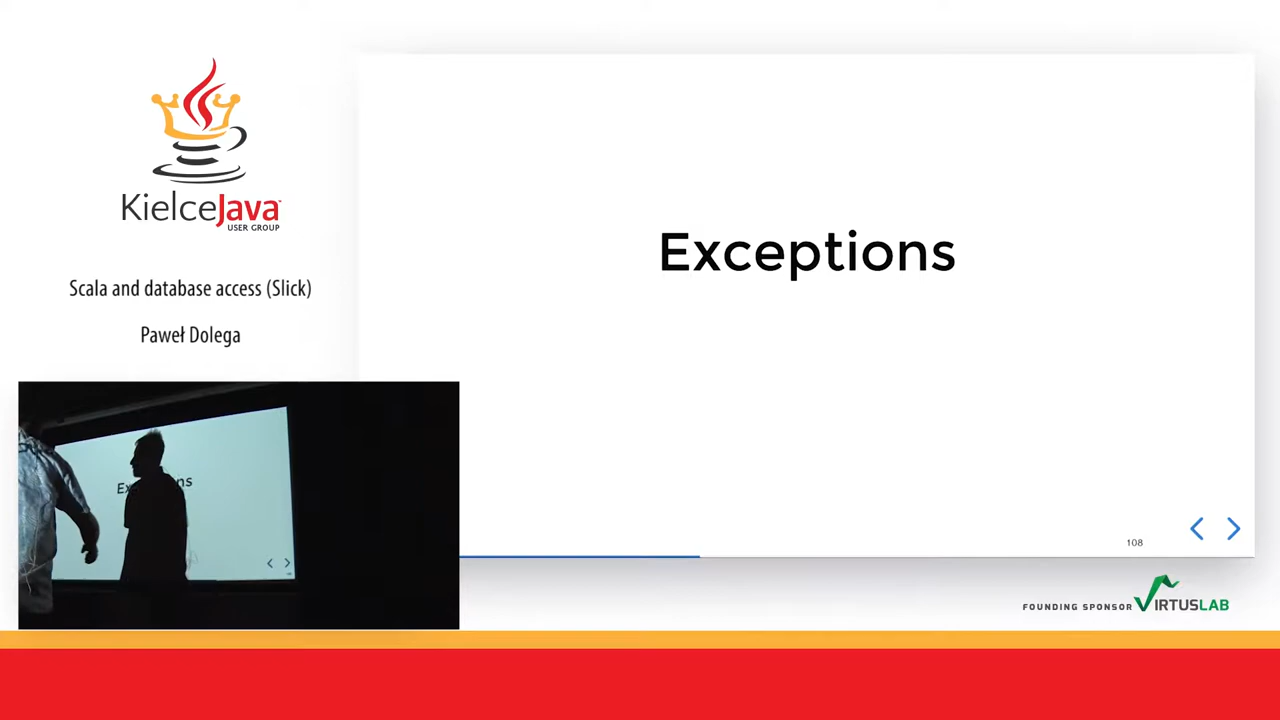 KielceJava
USER GROUP
Scala and database access (Slick)
Paweł Dolega
Exceptions
108
FOUNDING SPONSOR VIRTUSLAB